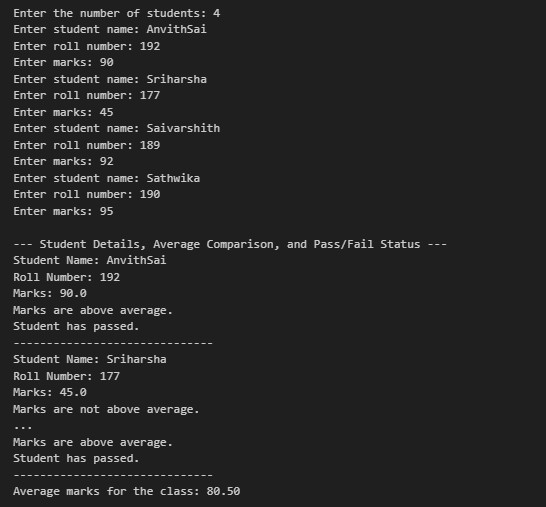 Enter the number of students: 4
Enter student name: AnvithSai
Enter roll number: 192
Enter marks: 90
Enter student name: Sriharsha
Enter roll number: 177
Enter marks: 45
Enter student name: Saivarshith
Enter roll number: 189
Enter marks: 92
Enter student name: Sathwika
Enter roll number: 190
Enter marks: 95
--- Student Details, Average Comparison, and Pass/Fail Status ---
Student Name: AnvithSai
Roll Number: 192
Marks: 90.0
Marks are above average.
Student has passed.
------------------------------
Student Name: Sriharsha
Roll Number: 177
Marks: 45.0
Marks are not above average.
...
Marks are above average.
Student has passed.
------------------------------
Average marks for the class: 80.50